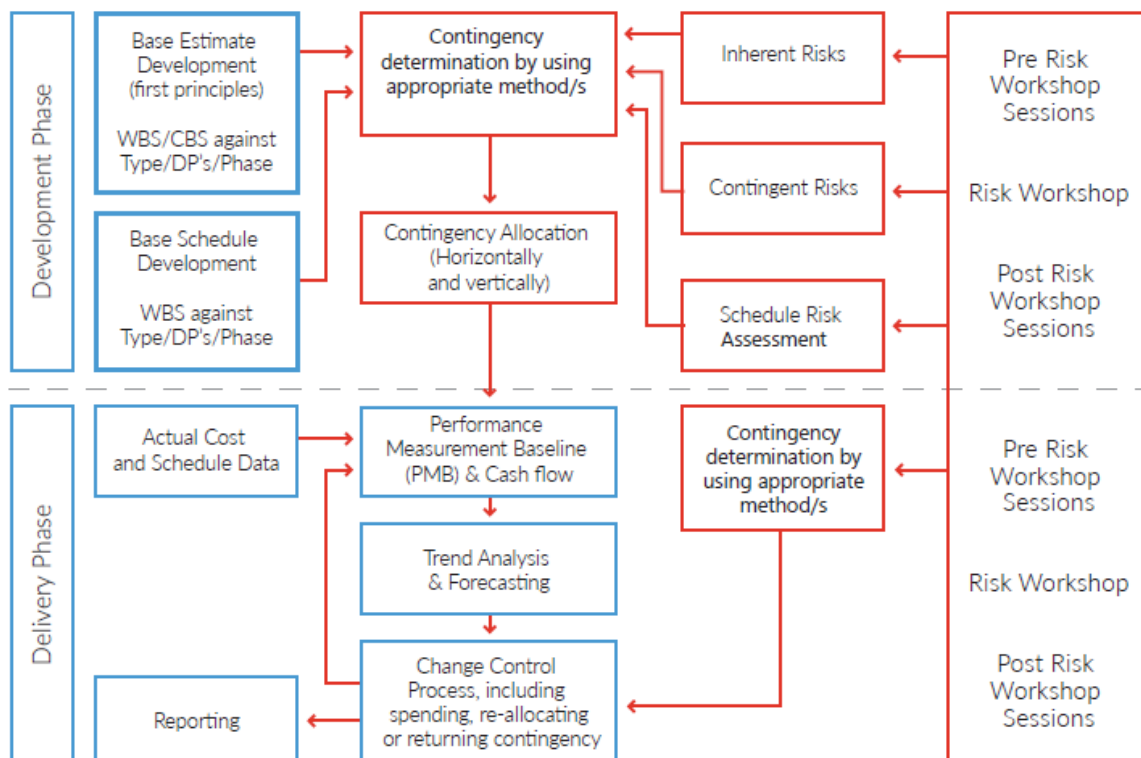 Development Phase
Base Estimate
Development
(first principles)
WBS/CBS against
Type/DP's/Phase
Base Schedule
Development
WBS against
Type/DP's/Phase
Contingency
determination by using
appropriate method/s
Contingency Allocation
(Horizontally
and vertically)
Inherent Risks
Contingent Risks
Schedule Risk
Assessment
Pre Risk
Workshop
Sessions
Risk Workshop
Post Risk
Workshop
Sessions
Delivery Phase
Actual Cost
and Schedule Data
Reporting
Performance
Measurement Baseline
(PMB) & Cash flow
Trend Analysis
& Forecasting
Change Control
Process, including
spending, re-allocating
or returning contingency
Contingency
determination by
using appropriate
method/s
Pre Risk
Workshop
Sessions
Risk Workshop
Post Risk
Workshop
Sessions